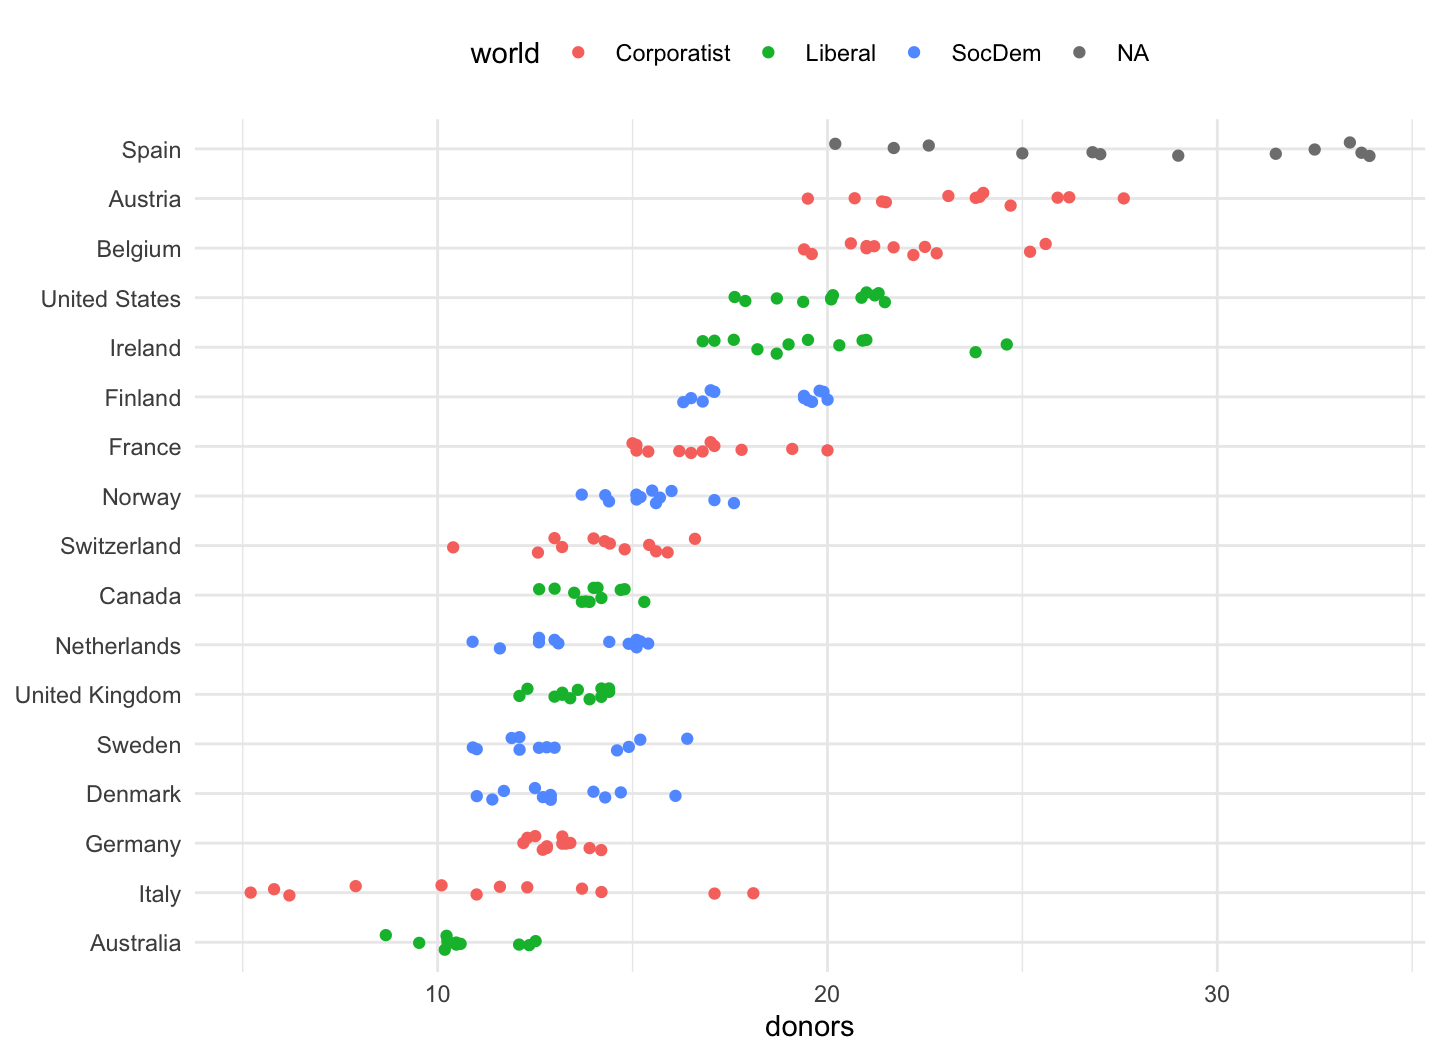 world Corporatist Liberal SocDem NA
Spain
Austria
Belgium
United States
Ireland
Finland
France
Norway
Switzerland
Canada
Netherlands
United Kingdom
Sweden
Denmark
Germany
Italy
Australia
10 20 30
donors